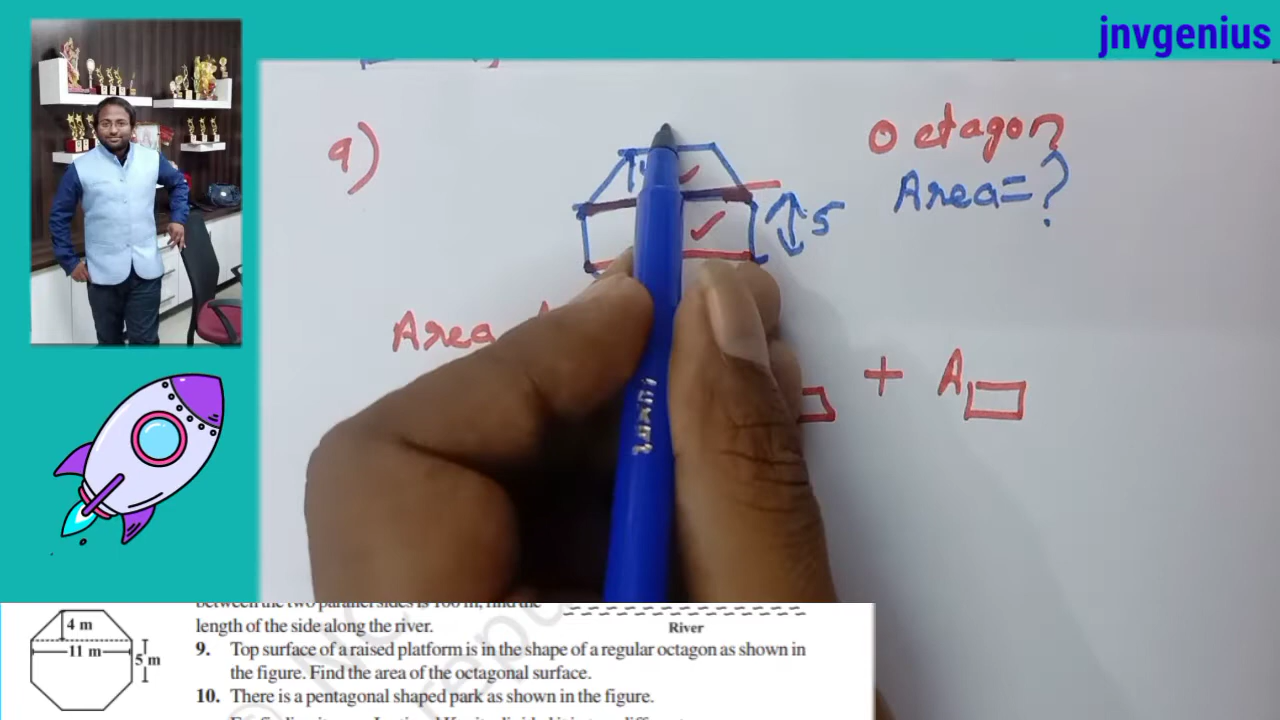 jnvgenius
9)
Octagon
Area=?
5
Area
+ A
LUXOR
length of the side along the river.
River
4 m
11 m
5 m
9. Top surface of a raised platform is in the shape of a regular octagon as shown in
the figure. Find the area of the octagonal surface.
10. There is a pentagonal shaped park as shown in the figure.